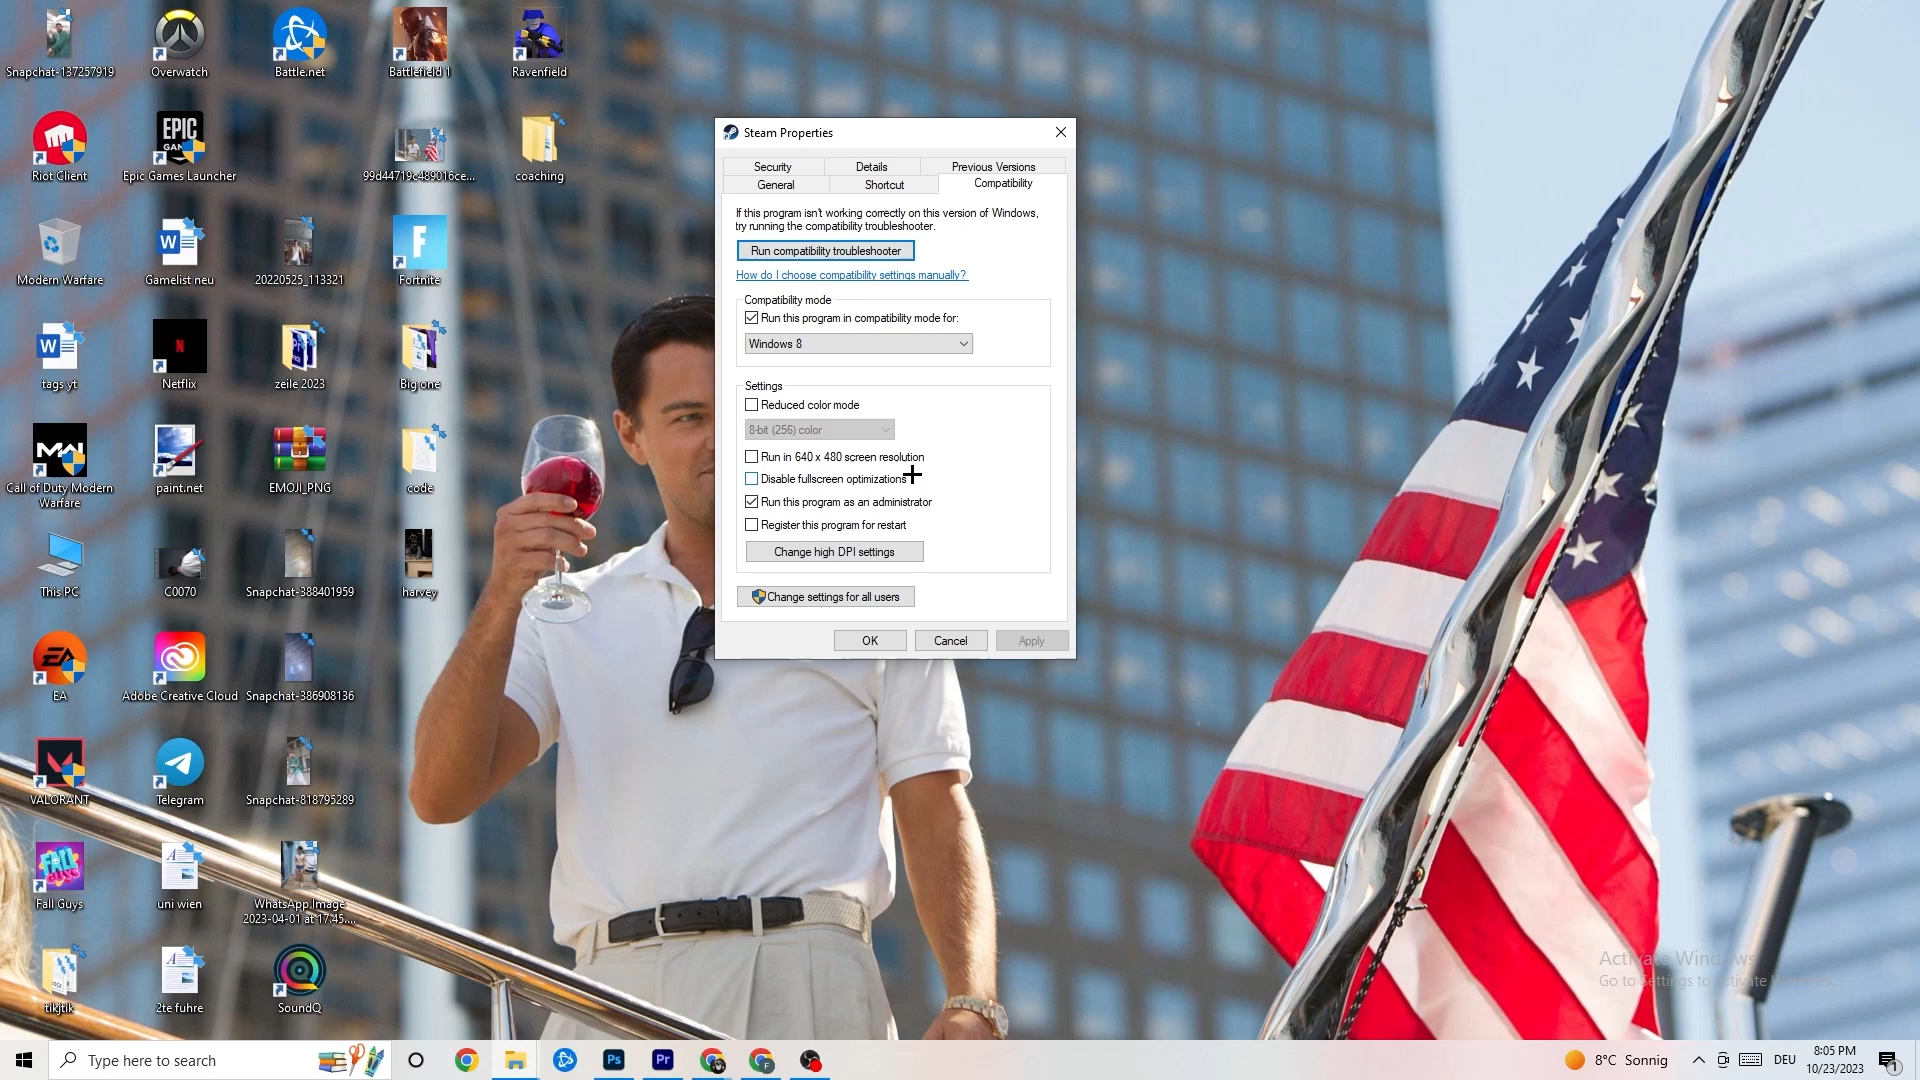 Snapchat-137257919
Overwatch
Battle.net
Battlefield 1
Ravenfield
EPIC
GAM
Riot Client
Epic Games Launcher
99d44719c489016ce...
coaching
Modern Warfare
W
Gamelist neu
20220525_113321
F
Fortnite
W
tags yt
N
Netflix
zeile 2023
Big one
Call of Duty Modern
Warfare
paint.net
EMOJI_PNG
code
This PC
C0070
Snapchat-388401959
harvey
EA
EA
Adobe Creative Cloud
Snapchat-386908136
VALORANT
Telegram
Snapchat-818795289
FALL
GUYS
Fall Guys
uni wien
WhatsApp Image
2023-04-01 at 17.45....
tikjtik
2te fuhre
SoundQ
Steam Properties
Security
Details
Previous Versions
General
Shortcut
Compatibility
If this program isn't working correctly on this version of Windows,
try running the compatibility troubleshooter.
Run compatibility troubleshooter
How do I choose compatibility settings manually?
Compatibility mode
Run this program in compatibility mode for:
Windows 8
Settings
Reduced color mode
8-bit (256) color
Run in 640 x 480 screen resolution
Disable fullscreen optimizations
Run this program as an administrator
Register this program for restart
Change high DPI settings
Change settings for all users
OK
Cancel
Apply
Activate Windows
Go to Settings to activate Windows.
Type here to search
Ps
Pr
F
8°C Sonnig
DEU
8:05 PM
10/23/2023
1